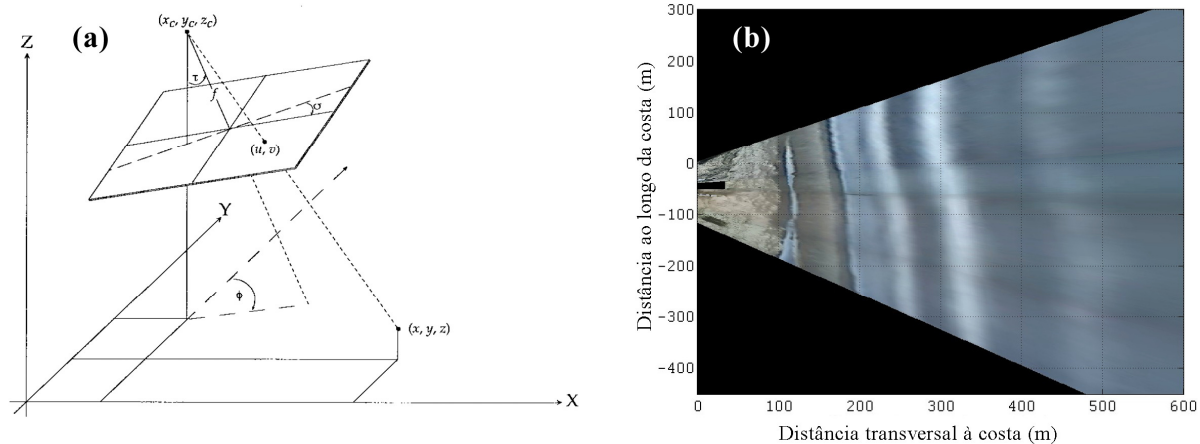 (a)
(x_c, y_c, z_c)
Z
τ
f
σ
(u, v)
Y
ϕ
(x, y, z)
X
(b)
Distância ao longo da costa (m)
300
200
100
0
-100
-200
-300
-400
0 100 200 300 400 500 600
Distância transversal à costa (m)